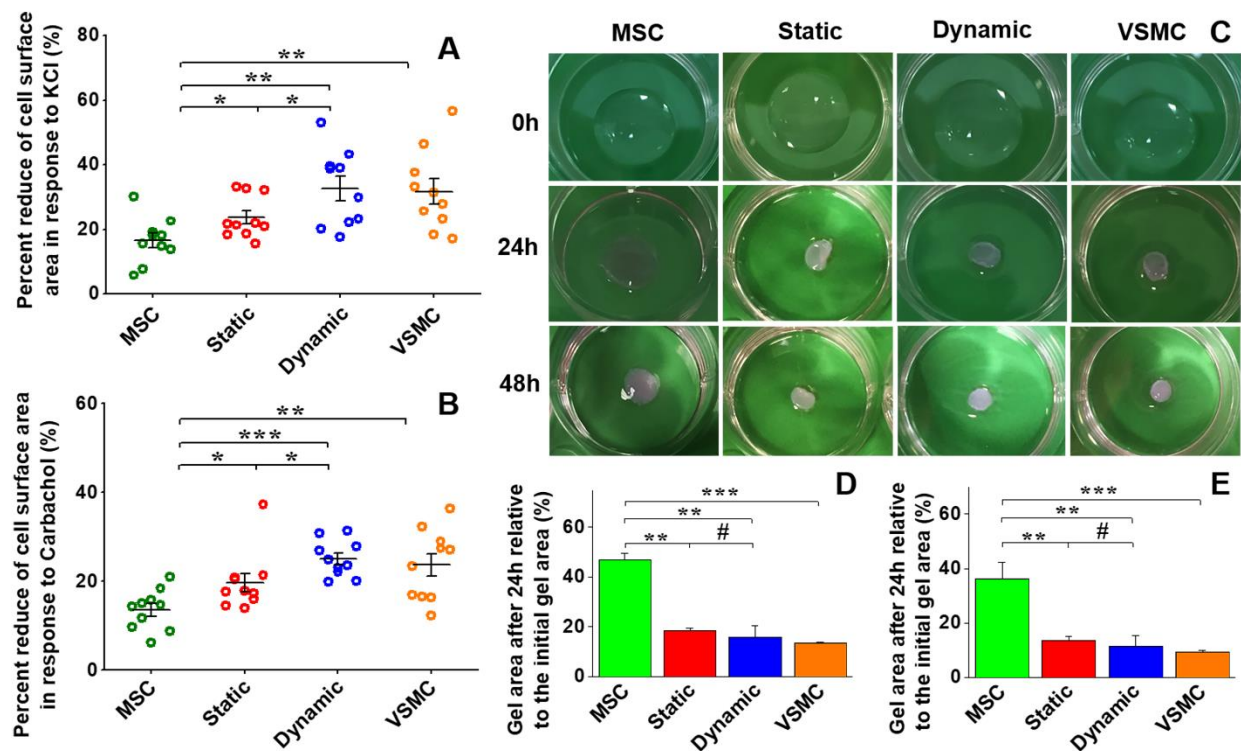 A
Percent reduce of cell surface
area in response to KCl (%)
80
60
40
20
0
**
**
* *
MSC Static Dynamic VSMC
B
Percent reduce of cell surface area
in response to Carbachol (%)
60
40
20
0
**
***
* *
MSC Static Dynamic VSMC
MSC Static Dynamic VSMC C
0h
24h
48h
D
Gel area after 24h relative
to the initial gel area (%)
60
40
20
0
***
**
** #
MSC Static Dynamic VSMC
E
Gel area after 24h relative
to the initial gel area (%)
60
40
20
0
***
**
** #
MSC Static Dynamic VSMC